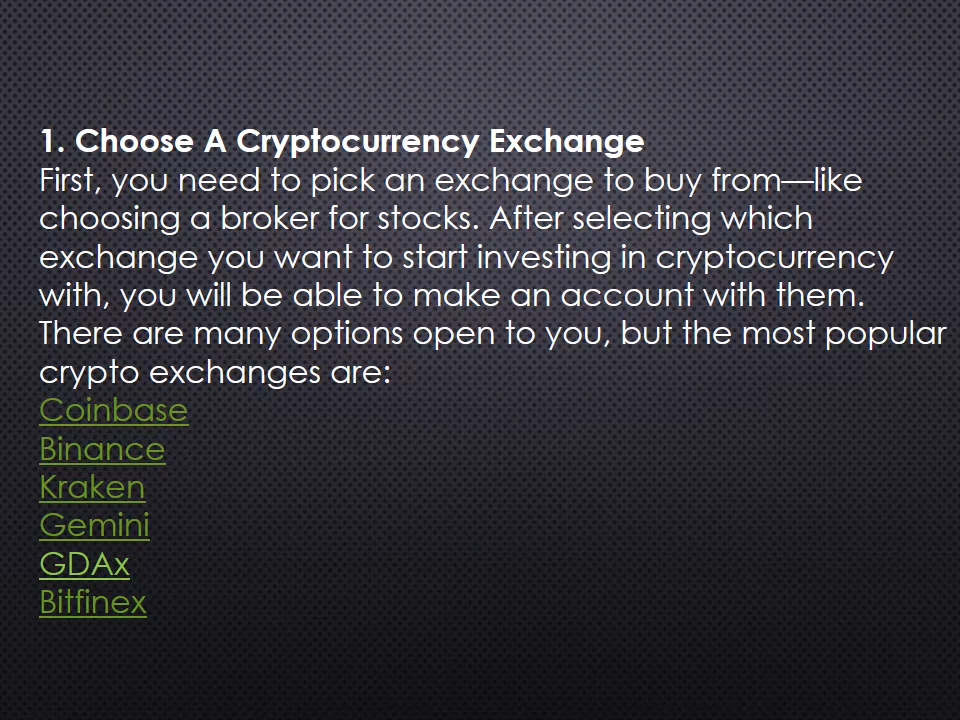 1. Choose A Cryptocurrency Exchange
First, you need to pick an exchange to buy from—like
choosing a broker for stocks. After selecting which
exchange you want to start investing in cryptocurrency
with, you will be able to make an account with them.
There are many options open to you, but the most popular
crypto exchanges are:
Coinbase
Binance
Kraken
Gemini
GDAx
Bitfinex